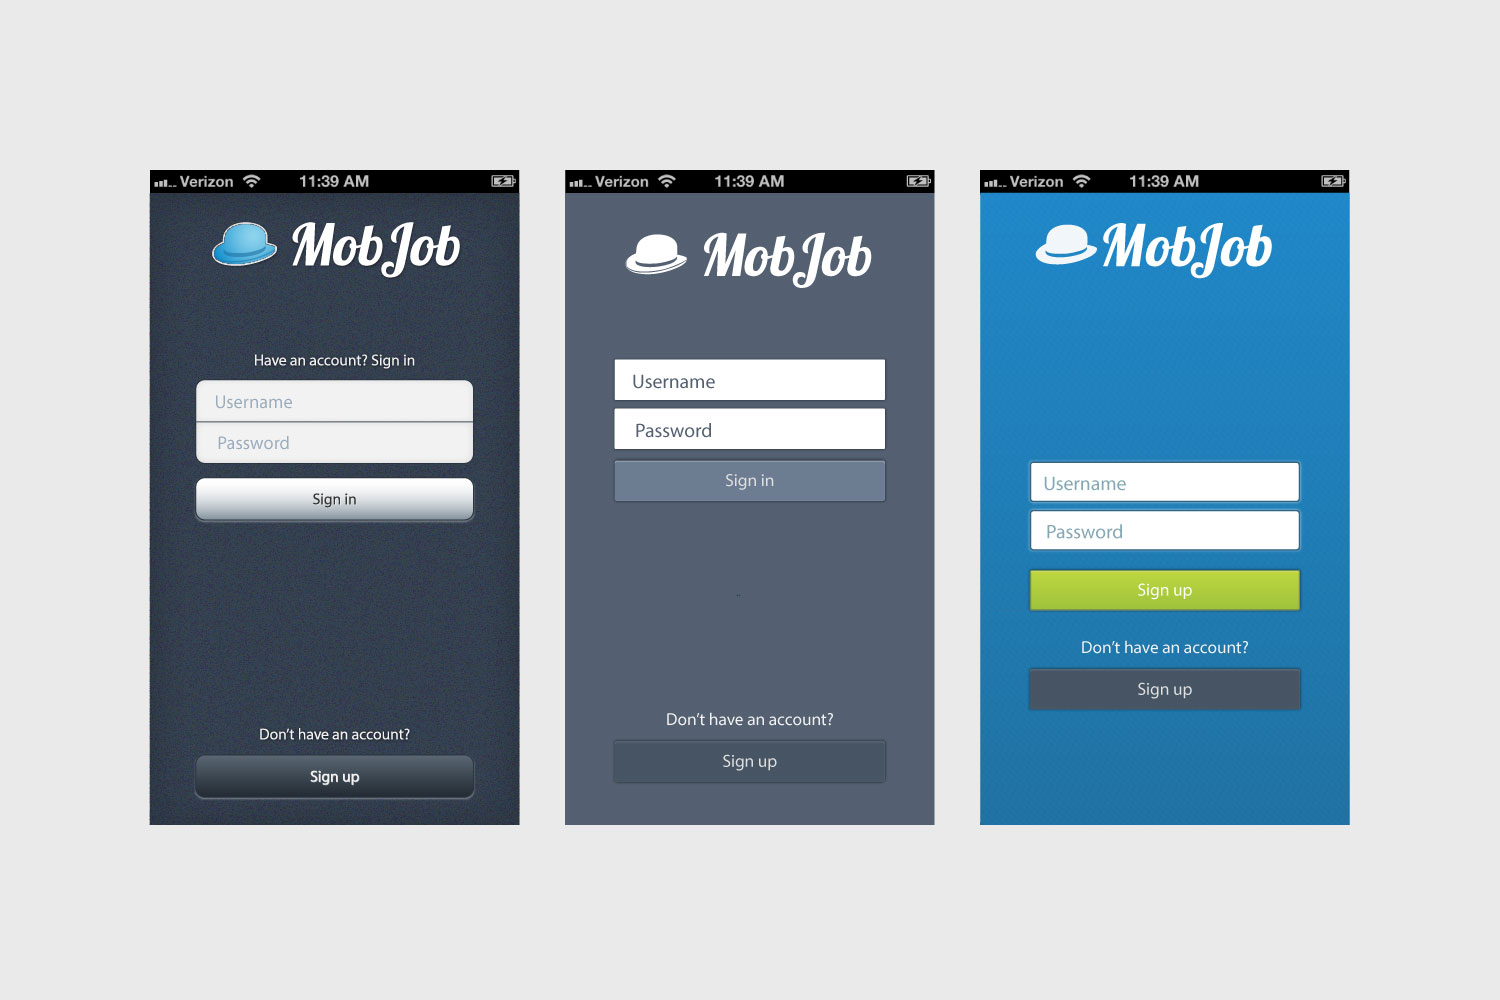 Verizon 11:39 AM
MobJob
Have an account? Sign in
Username
Password
Sign in
Don't have an account?
Sign up
Verizon 11:39 AM
MobJob
Username
Password
Sign in
Don't have an account?
Sign up
Verizon 11:39 AM
MobJob
Username
Password
Sign up
Don't have an account?
Sign up